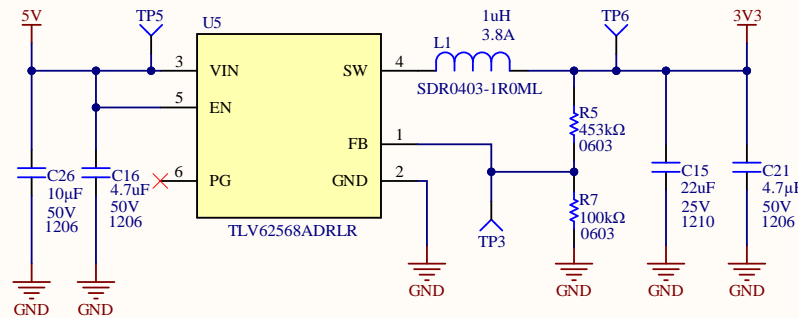 5V
TP5
U5
1uH
3.8A
TP6
3V3
L1
3
VIN
SW
4
SDR0403-1R0ML
5
EN
R5
453kΩ
0603
FB
1
C26
10µF
50V
1206
C16
4.7uF
50V
1206
6
PG
GND
2
C15
22uF
25V
1210
C21
4.7µF
50V
1206
R7
100kΩ
0603
TLV62568ADRLR
TP3
GND
GND
GND
GND
GND
GND